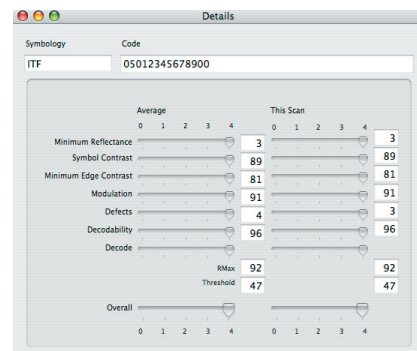 Details
Symbology Code
ITF 05012345678900
Average This Scan
0 1 2 3 4 0 1 2 3 4
Minimum Reflectance 3 3
Symbol Contrast 89 89
Minimum Edge Contrast 81 81
Modulation 91 91
Defects 4 3
Decodability 96 96
Decode
RMax 92 92
Threshold 47 47
Overall
0 1 2 3 4 0 1 2 3 4